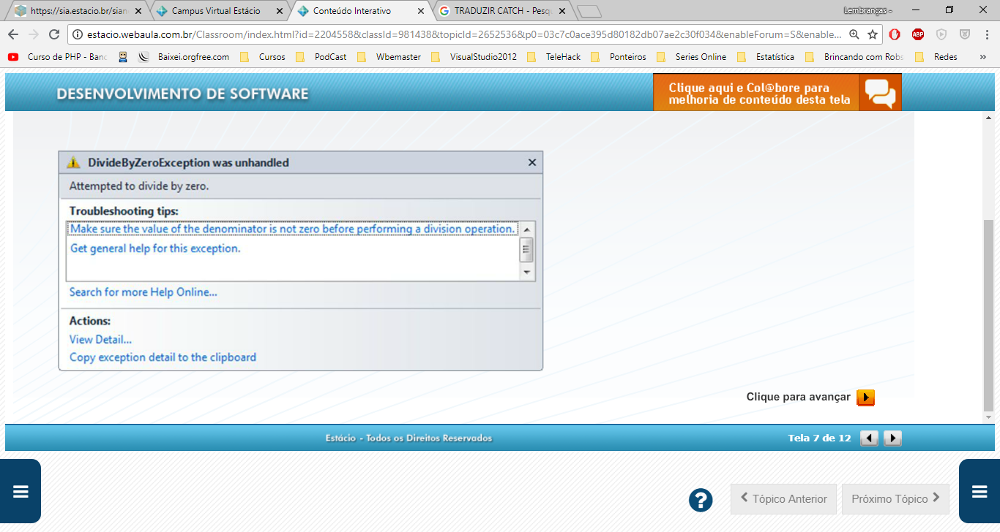 https://sia.estacio.br/sian
Campus Virtual Estácio
Conteúdo Interativo
TRADUZIR CATCH - Pesqu
Lembranças -
estacio.webaula.com.br/Classroom/index.html?id=2204558&classId=981438&topicId=2652536&p0=03c7c0ace395d80182db07ae2c30f034&enableForum=S&enable...
ABP
Curso de PHP - Banc
Baixei.orgfree.com
Cursos
PodCast
Wbemaster
VisualStudio2012
TeleHack
Ponteiros
Series Online
Estatística
Brincando com Robs
Redes
»
DESENVOLVIMENTO DE SOFTWARE
Clique aqui e Col@bore para
melhoria de conteúdo desta tela
DivideByZeroException was unhandled
Attempted to divide by zero.
Troubleshooting tips:
Make sure the value of the denominator is not zero before performing a division operation.
Get general help for this exception.
Search for more Help Online...
Actions:
View Detail...
Copy exception detail to the clipboard
Clique para avançar
Estácio - Todos os Direitos Reservados
Tela 7 de 12
?
Tópico Anterior
Próximo Tópico